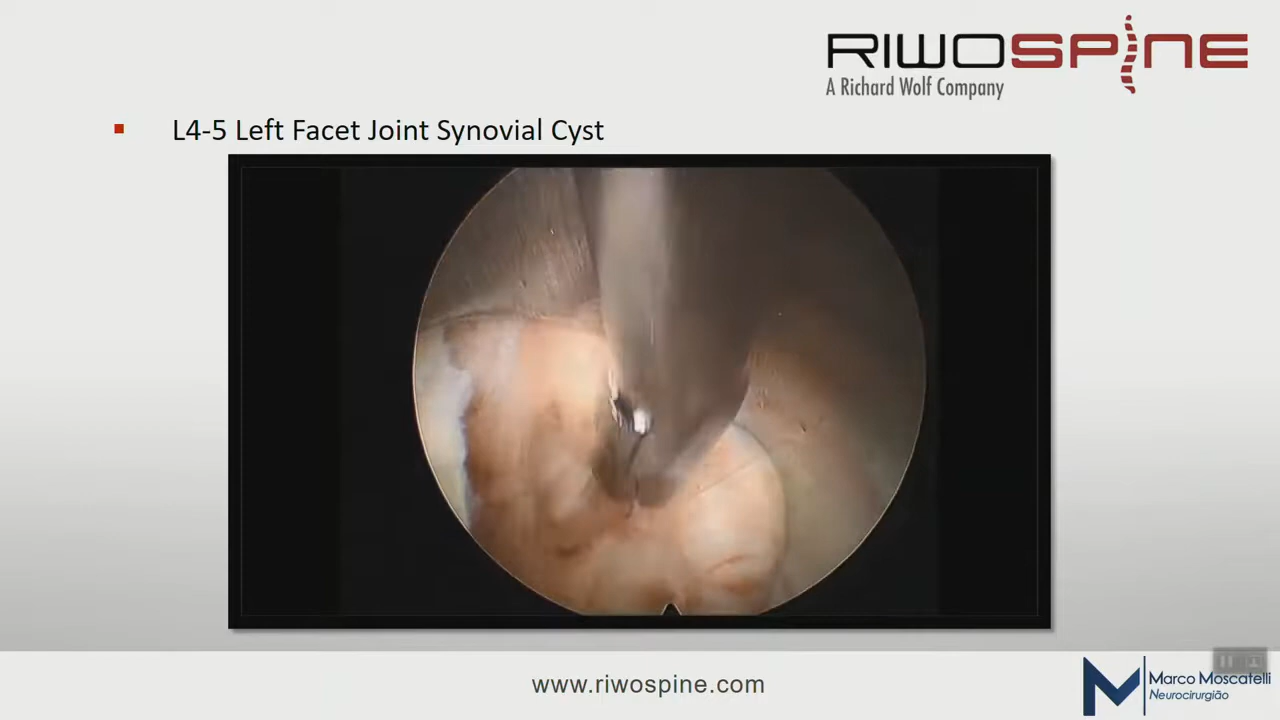 RIWOSPINE
A Richard Wolf Company
L4-5 Left Facet Joint Synovial Cyst
www.riwospine.com
M
Marco Moscatelli
Neurocirurgião